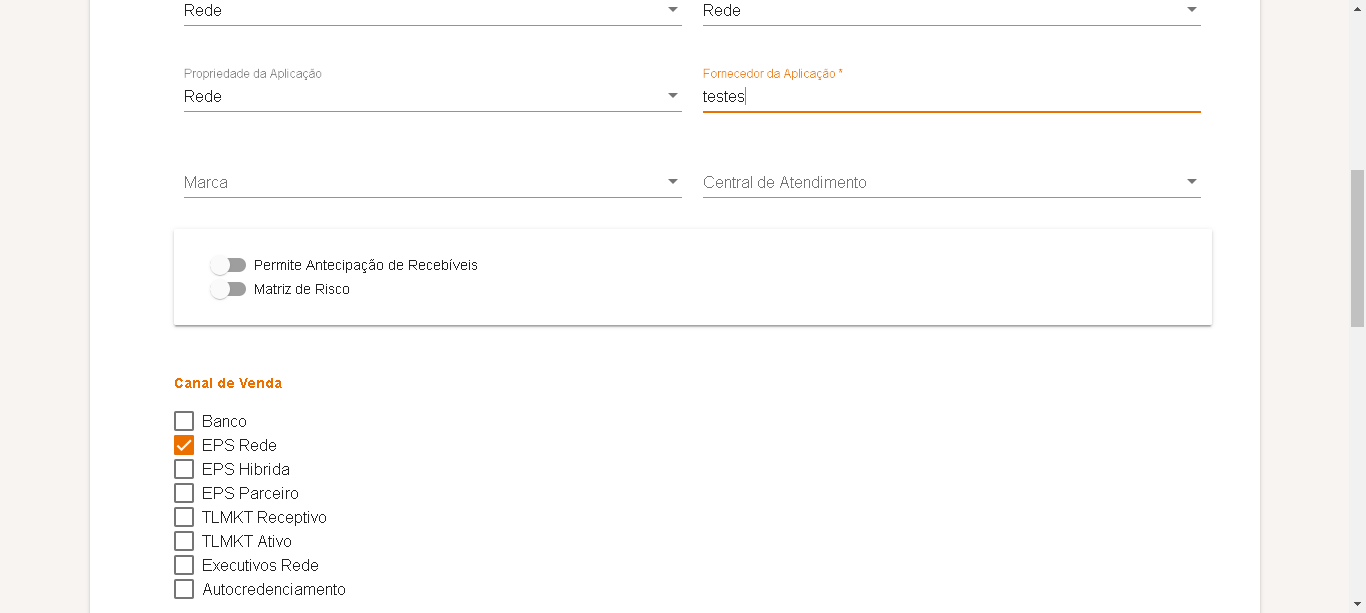 Rede Rede
Propriedade da Aplicação Fornecedor da Aplicação *
Rede testes
Marca Central de Atendimento
Permite Antecipação de Recebíveis
Matriz de Risco
Canal de Venda
Banco
EPS Rede
EPS Hibrida
EPS Parceiro
TLMKT Receptivo
TLMKT Ativo
Executivos Rede
Autocredenciamento